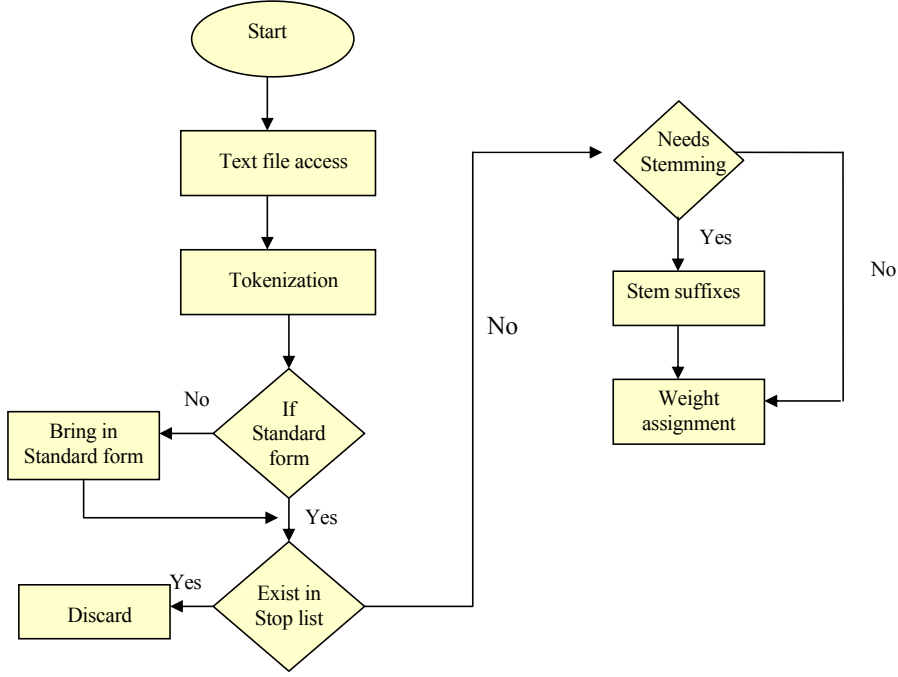 Start
Text file access
Tokenization
If
Standard
form
No
Bring in
Standard form
Yes
Exist in
Stop list
Yes
Discard
No
Needs
Stemming
Yes
No
Stem suffixes
Weight
assignment